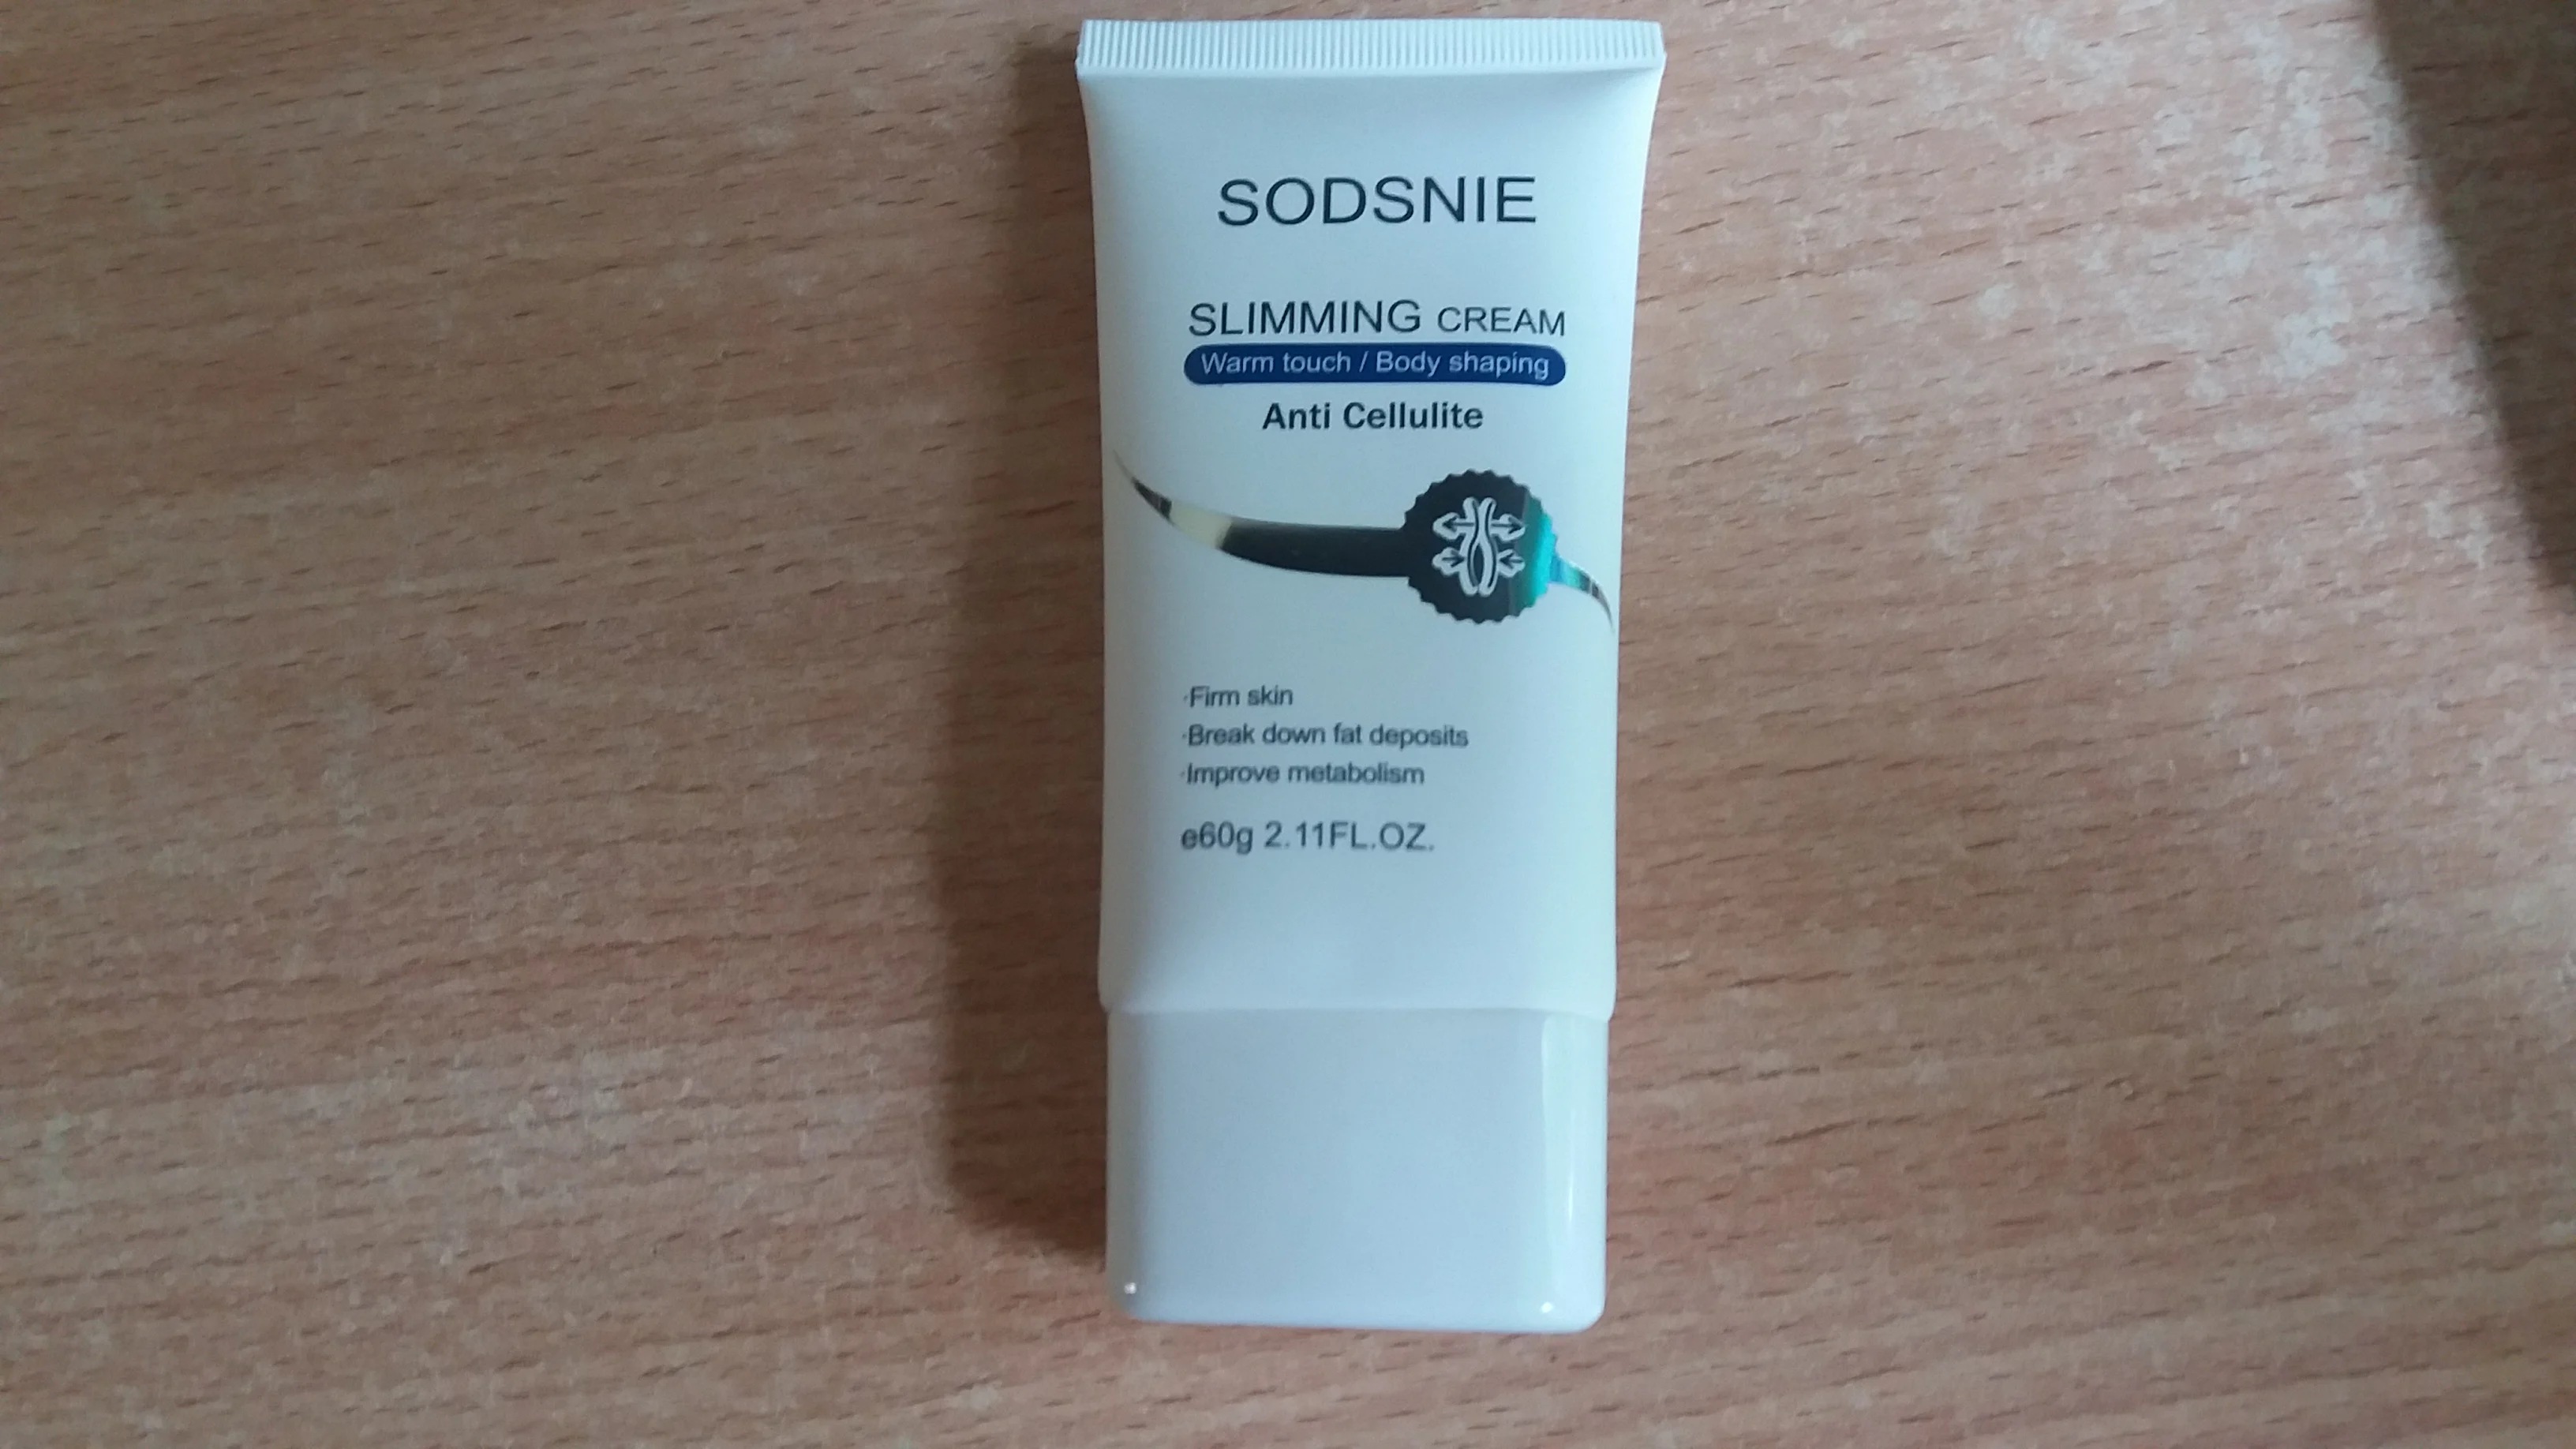 SODSNIE
SLIMMING CREAM
Warm touch / Body shaping
Anti Cellulite
·Firm skin
·Break down fat deposits
·Improve metabolism
e60g 2.11FL.OZ.